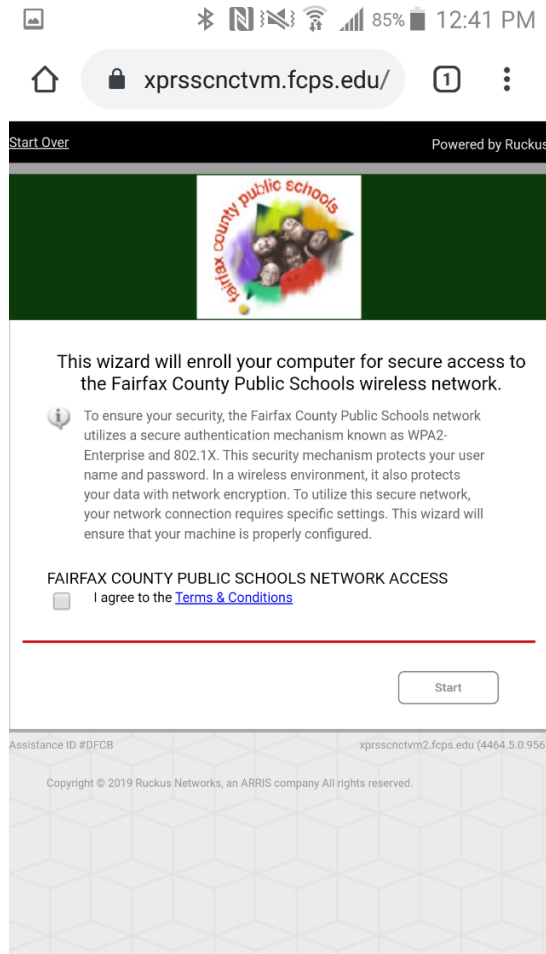 85% 12:41 PM
xprsscnctvm.fcps.edu/ 1
Start Over Powered by Ruckus
fairfax county public schools
This wizard will enroll your computer for secure access to
the Fairfax County Public Schools wireless network.
To ensure your security, the Fairfax County Public Schools network
utilizes a secure authentication mechanism known as WPA2-
Enterprise and 802.1X. This security mechanism protects your user
name and password. In a wireless environment, it also protects
your data with network encryption. To utilize this secure network,
your network connection requires specific settings. This wizard will
ensure that your machine is properly configured.
FAIRFAX COUNTY PUBLIC SCHOOLS NETWORK ACCESS
I agree to the Terms & Conditions
Start
Assistance ID #DFCB xprsscnctvm2.fcps.edu (4464.5.0.956
Copyright © 2019 Ruckus Networks, an ARRIS company All rights reserved.